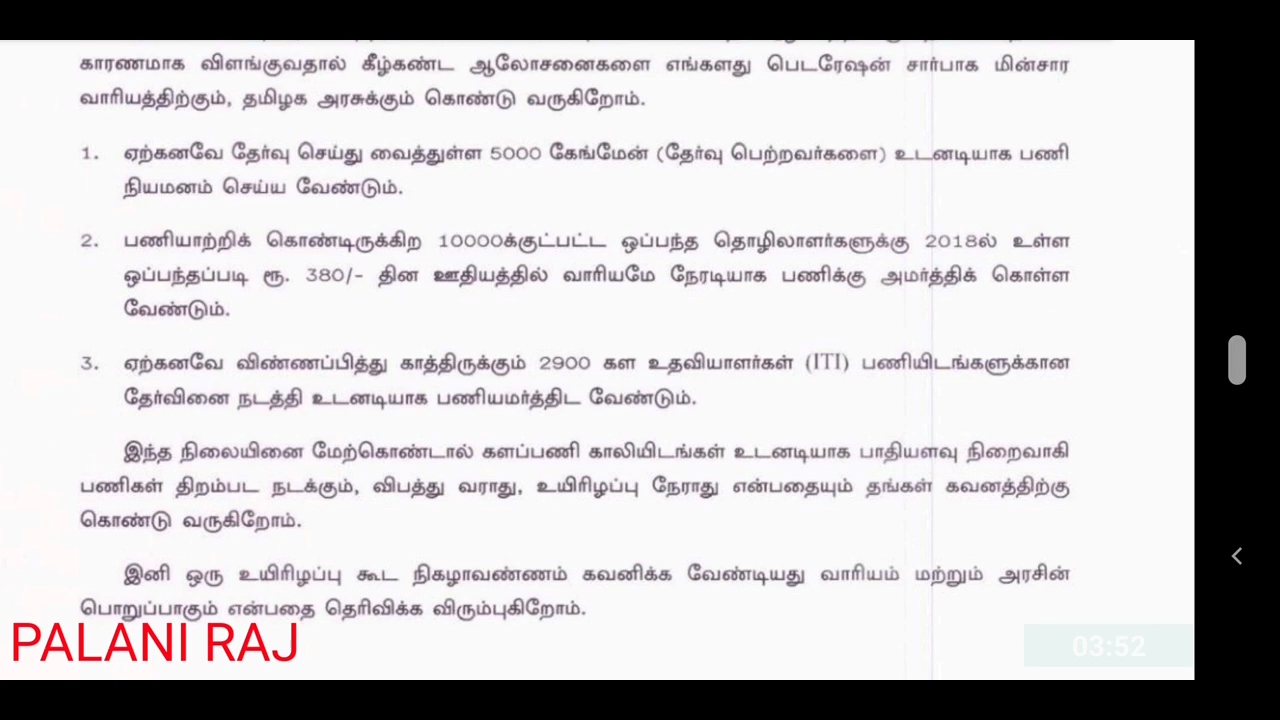 காரணமாக விளங்குவதால் கீழ்கண்ட ஆலோசனைகளை எங்களது பெடரேஷன் சார்பாக மின்சார
வாரியத்திற்கும், தமிழக அரசுக்கும் கொண்டு வருகிறோம்.
1. ஏற்கனவே தேர்வு செய்து வைத்துள்ள 5000 கேங்மேன் (தேர்வு பெற்றவர்களை) உடனடியாக பணி
நியமனம் செய்ய வேண்டும்.
2. பணியாற்றிக் கொண்டிருக்கிற 10000க்குட்பட்ட ஒப்பந்த தொழிலாளர்களுக்கு 2018ல் உள்ள
ஒப்பந்தப்படி ரூ. 380/- தின ஊதியத்தில் வாரியமே நேரடியாக பணிக்கு அமர்த்திக் கொள்ள
வேண்டும்.
3. ஏற்கனவே விண்ணப்பித்து காத்திருக்கும் 2900 கள உதவியாளர்கள் (ITI) பணியிடங்களுக்கான
தேர்வினை நடத்தி உடனடியாக பணியமர்த்திட வேண்டும்.
இந்த நிலையினை மேற்கொண்டால் களப்பணி காலியிடங்கள் உடனடியாக பாதியளவு நிறைவாகி
பணிகள் திறம்பட நடக்கும், விபத்து வராது, உயிரிழப்பு நேராது என்பதையும் தங்கள் கவனத்திற்கு
கொண்டு வருகிறோம்.
இனி ஒரு உயிரிழப்பு கூட நிகழாவண்ணம் கவனிக்க வேண்டியது வாரியம் மற்றும் அரசின்
பொறுப்பாகும் என்பதை தெரிவிக்க விரும்புகிறோம்.
PALANI RAJ
03:52